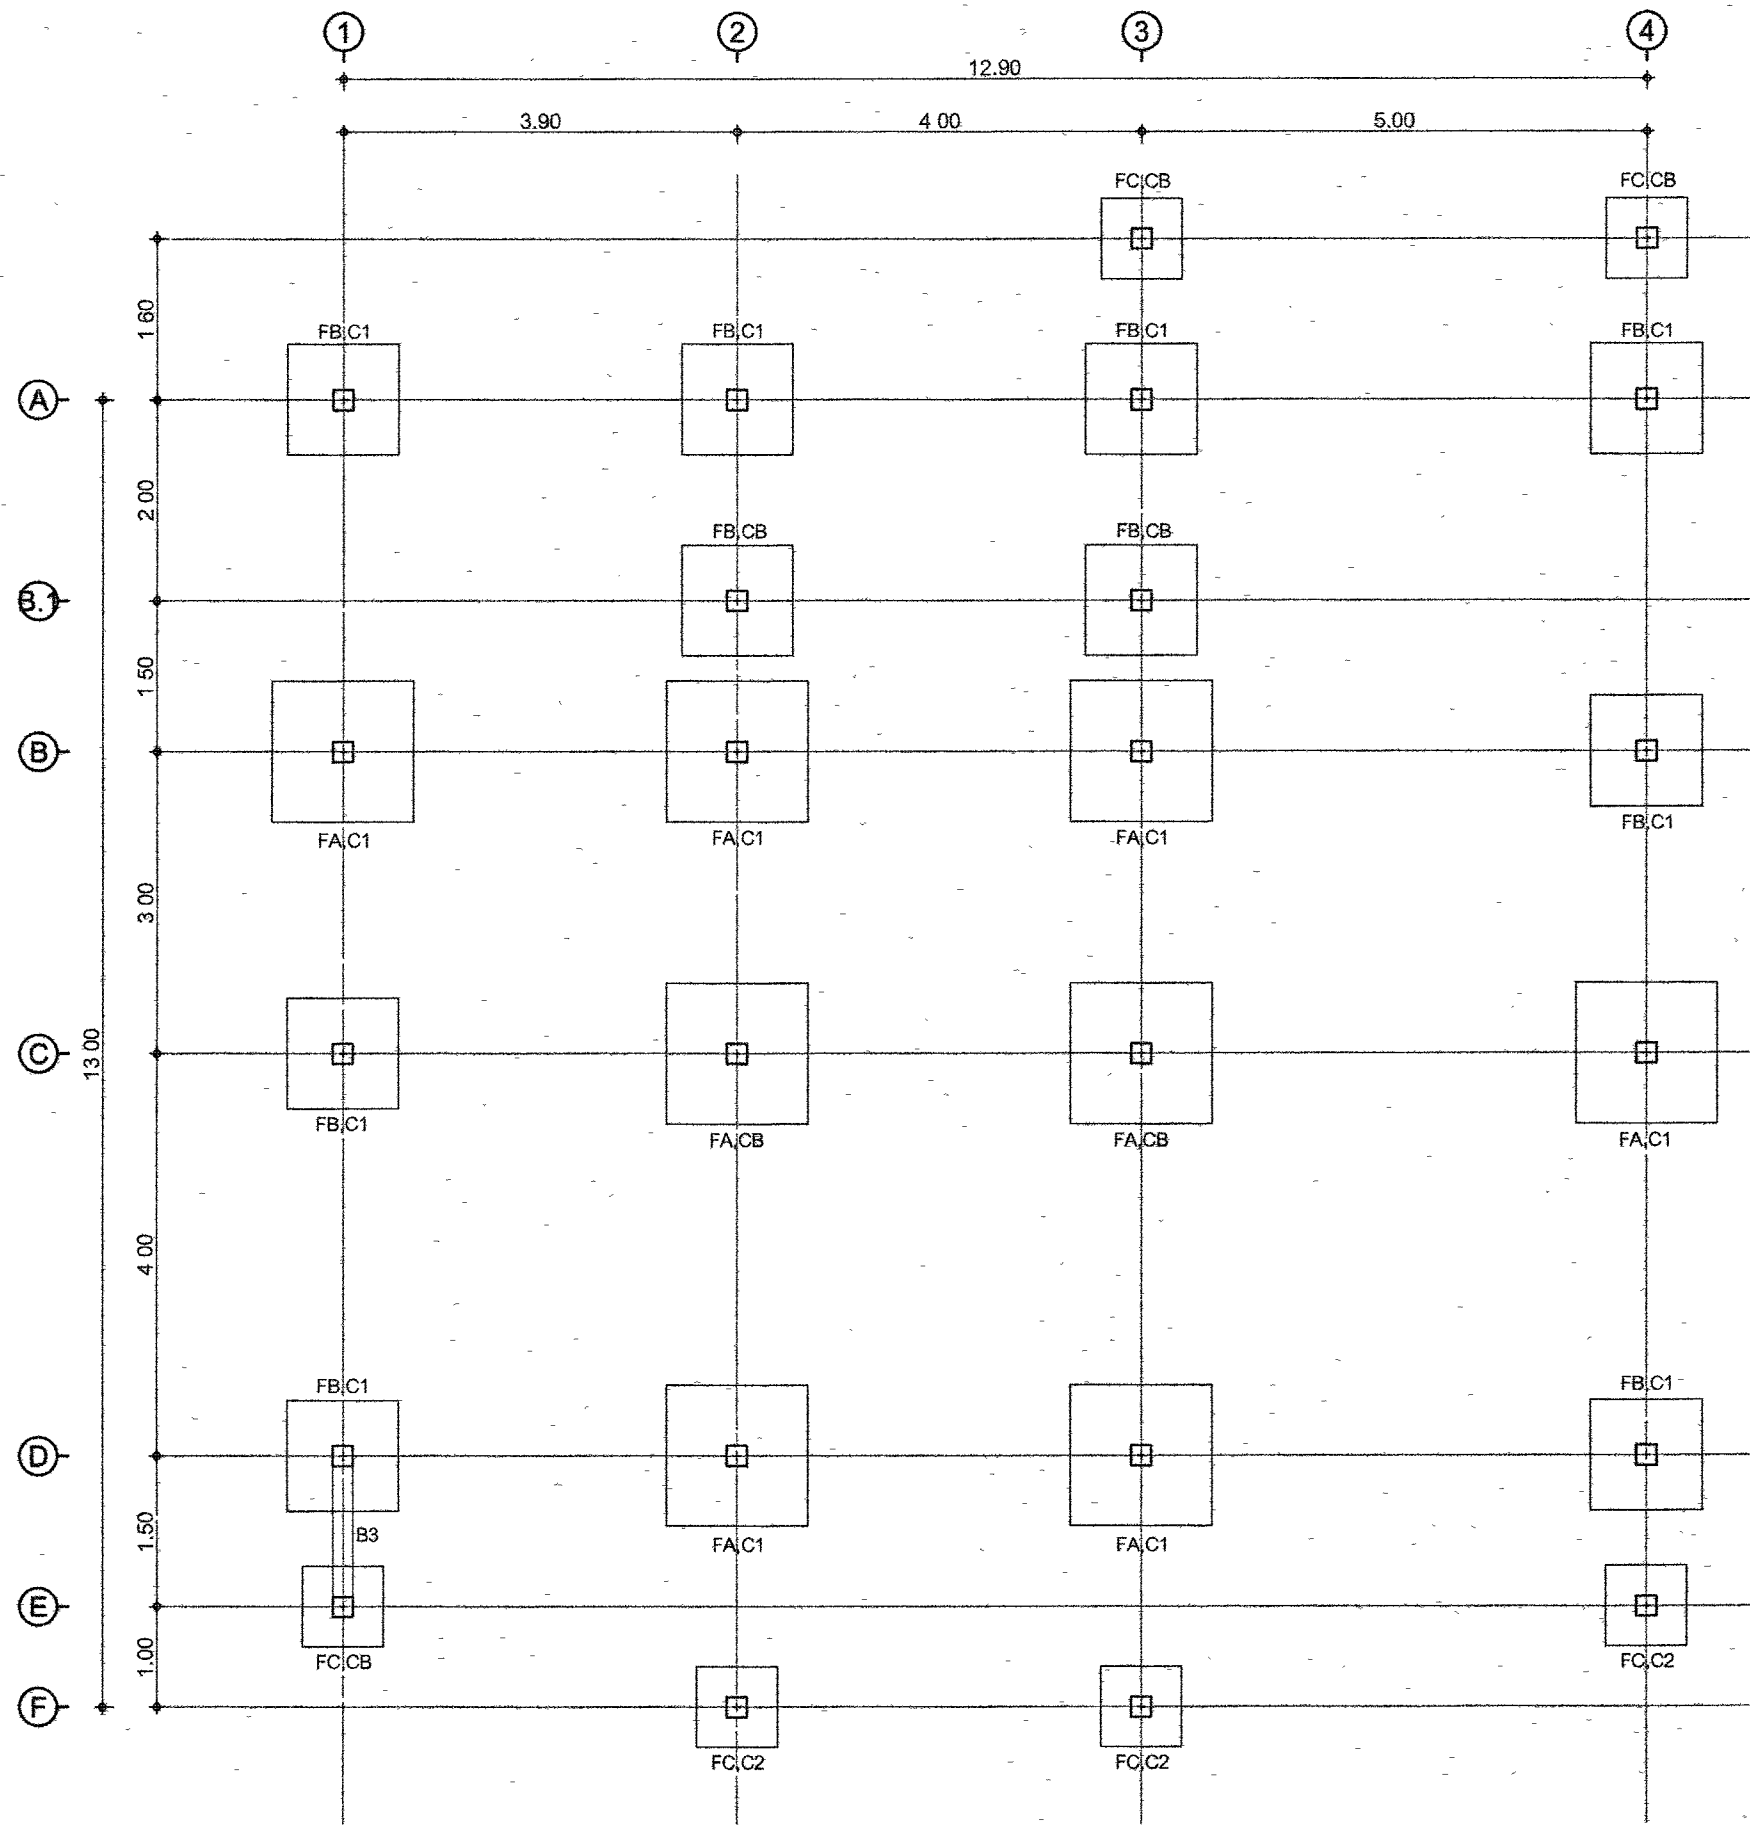 1 2 3 4
12.90
3.90 4 00 5.00
FC,CB FC,CB
1 60
FB,C1 FB,C1 FB,C1 FB,C1
A
2 00
FB,CB FB,CB
B.1
1 50
B
FA,C1 FA,C1 FA,C1 FB,C1
3 00
C
13 00
FB,C1 FA,CB FA,CB FA,C1
4 00
FB,C1 FB,C1
D
1.50
B3
FA,C1 FA,C1
E
1.00
FC,CB FC,C2
F
FC,C2 FC,C2